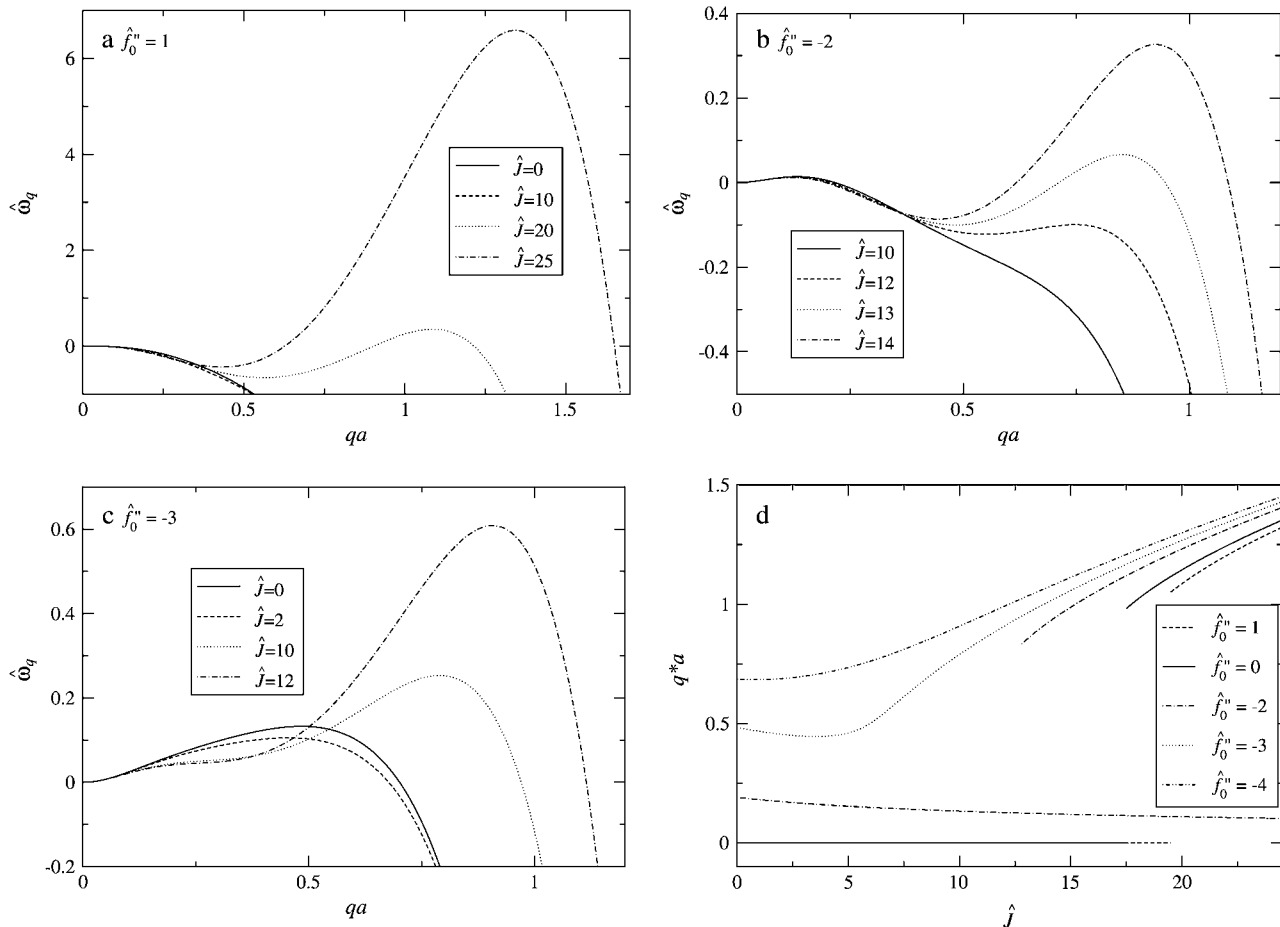 a f̂₀" = 1
6
4
2
0
ω̂q
Ĵ=0
Ĵ=10
Ĵ=20
Ĵ=25
0
0.5
1
1.5
qa
b f̂₀" = -2
0.4
0.2
0
-0.2
-0.4
ω̂q
Ĵ=10
Ĵ=12
Ĵ=13
Ĵ=14
0
0.5
1
qa
c f̂₀" = -3
0.6
0.4
0.2
0
-0.2
ω̂q
Ĵ=0
Ĵ=2
Ĵ=10
Ĵ=12
0
0.5
1
qa
d
1.5
1
0.5
0
q*a
f̂₀" = 1
f̂₀" = 0
f̂₀" = -2
f̂₀" = -3
f̂₀" = -4
0
5
10
15
20
Ĵ